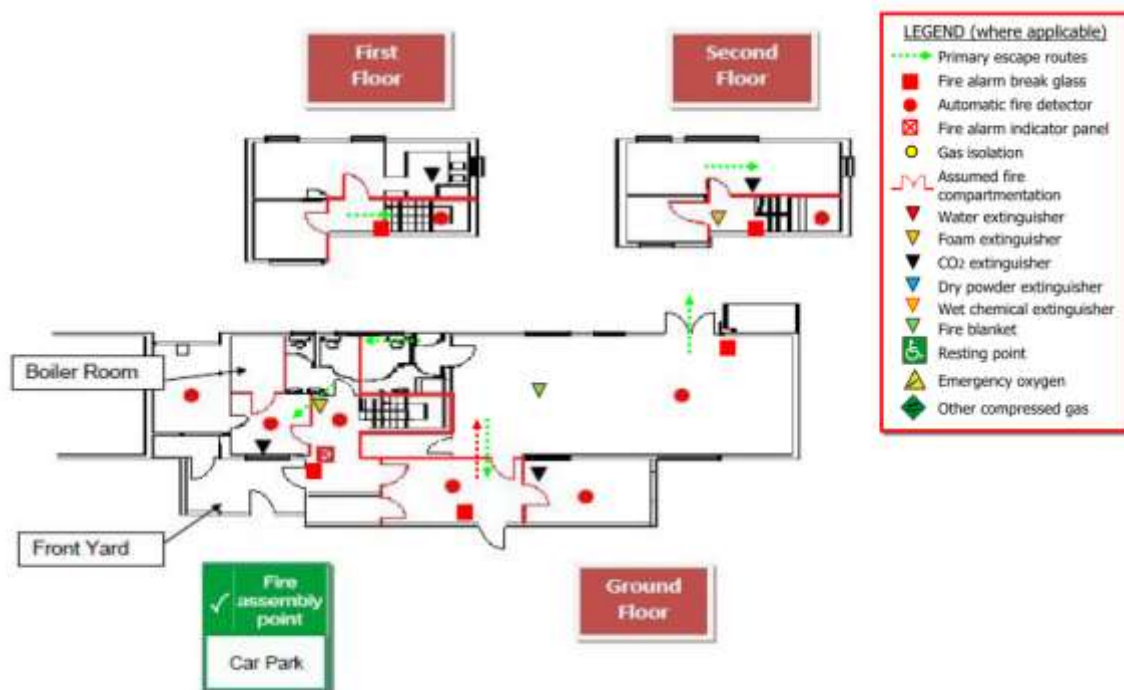 First
Floor
Second
Floor
LEGEND (where applicable)
Primary escape routes
Fire alarm break glass
Automatic fire detector
Fire alarm indicator panel
Gas isolation
Assumed fire
compartmentation
Water extinguisher
Foam extinguisher
CO2 extinguisher
Dry powder extinguisher
Wet chemical extinguisher
Fire blanket
Resting point
Emergency oxygen
Other compressed gas
Boiler Room
Front Yard
Fire
assembly
point
Car Park
Ground
Floor